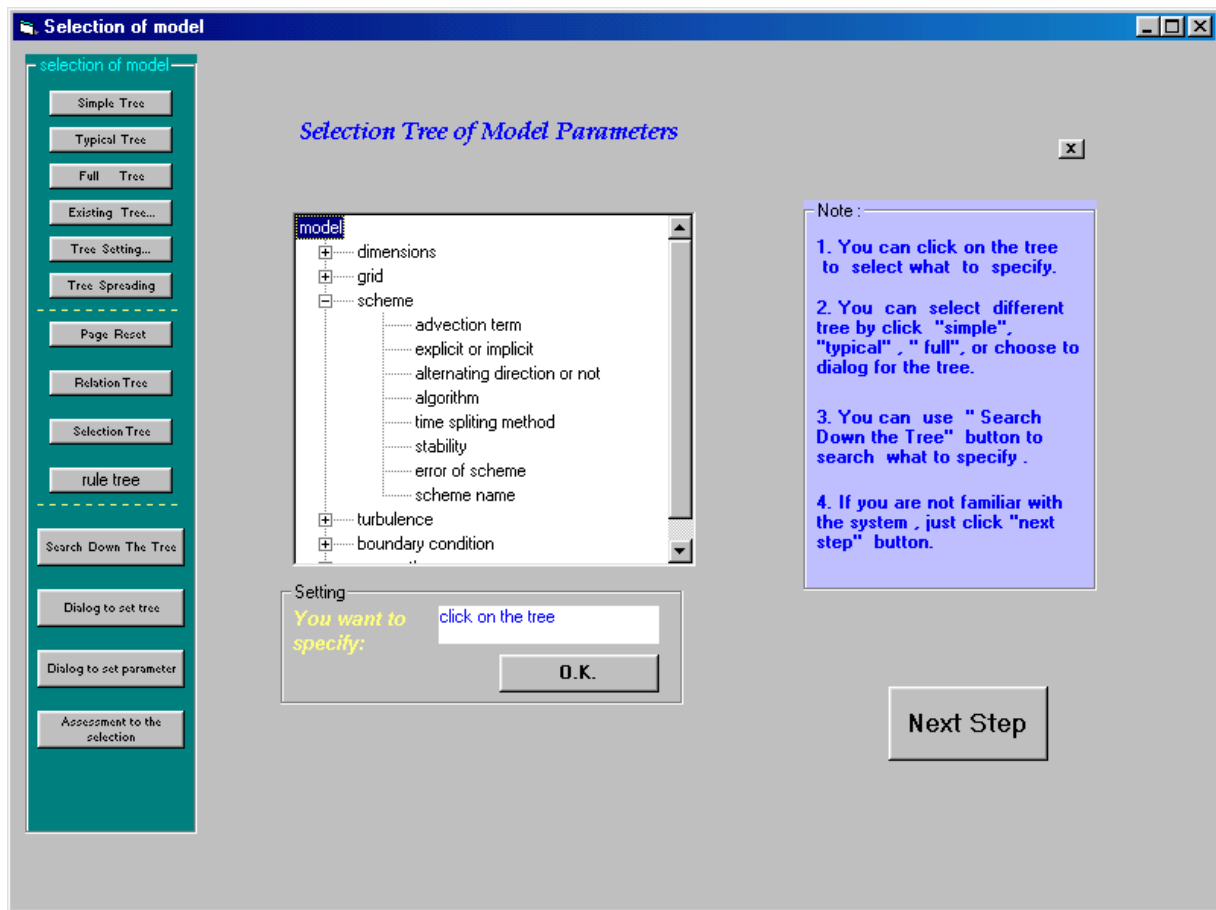 Selection of model
selection of model
Simple Tree
Typical Tree
Full Tree
Existing Tree...
Tree Setting...
Tree Spreading
Page Reset
Relation Tree
Selection Tree
rule tree
Search Down The Tree
Dialog to set tree
Dialog to set parameter
Assessment to the
selection
Selection Tree of Model Parameters
x
model
dimensions
grid
scheme
advection term
explicit or implicit
alternating direction or not
algorithm
time spliting method
stability
error of scheme
scheme name
turbulence
boundary condition
Setting
You want to
specify:
click on the tree
O.K.
Note :
1. You can click on the tree
to select what to specify.
2. You can select different
tree by click "simple",
"typical" , " full", or choose to
dialog for the tree.
3. You can use " Search
Down the Tree" button to
search what to specify .
4. If you are not familiar with
the system , just click "next
step" button.
Next Step